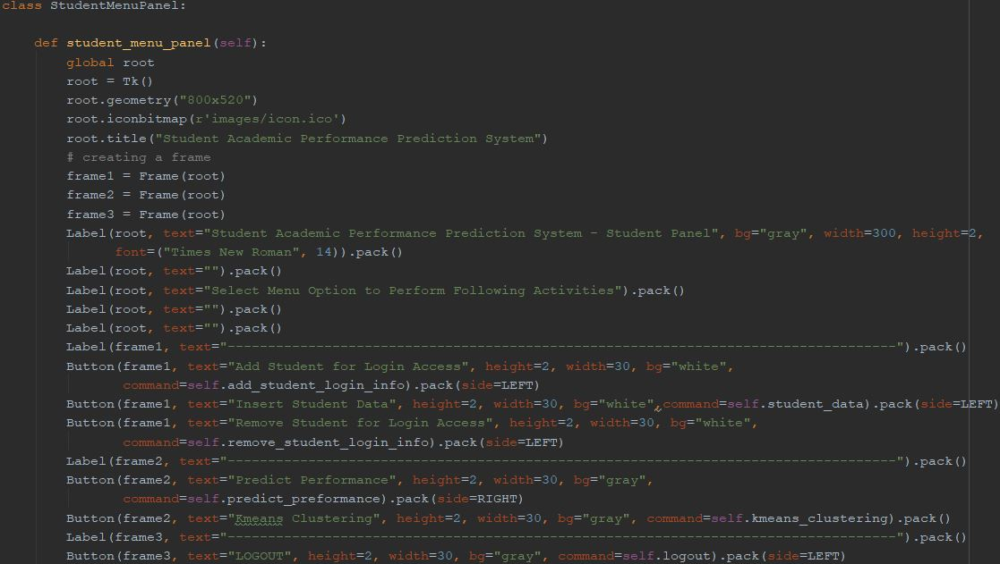 class StudentMenuPanel:
def student_menu_panel(self):
global root
root = Tk()
root.geometry("800x520")
root.iconbitmap(r'images/icon.ico')
root.title("Student Academic Performance Prediction System")
# creating a frame
frame1 = Frame(root)
frame2 = Frame(root)
frame3 = Frame(root)
Label(root, text="Student Academic Performance Prediction System - Student Panel", bg="gray", width=300, height=2,
font=("Times New Roman", 14)).pack()
Label(root, text="").pack()
Label(root, text="Select Menu Option to Perform Following Activities").pack()
Label(root, text="").pack()
Label(root, text="").pack()
Label(frame1, text="-----------------------------------------------------------------------------------").pack()
Button(frame1, text="Add Student for Login Access", height=2, width=30, bg="white",
command=self.add_student_login_info).pack(side=LEFT)
Button(frame1, text="Insert Student Data", height=2, width=30, bg="white",command=self.student_data).pack(side=LEFT)
Button(frame1, text="Remove Student for Login Access", height=2, width=30, bg="white",
command=self.remove_student_login_info).pack(side=LEFT)
Label(frame2, text="-----------------------------------------------------------------------------------").pack()
Button(frame2, text="Predict Performance", height=2, width=30, bg="gray",
command=self.predict_preformance).pack(side=RIGHT)
Button(frame2, text="Kmeans Clustering", height=2, width=30, bg="gray", command=self.kmeans_clustering).pack()
Label(frame3, text="-----------------------------------------------------------------------------------").pack()
Button(frame3, text="LOGOUT", height=2, width=30, bg="gray", command=self.logout).pack(side=LEFT)